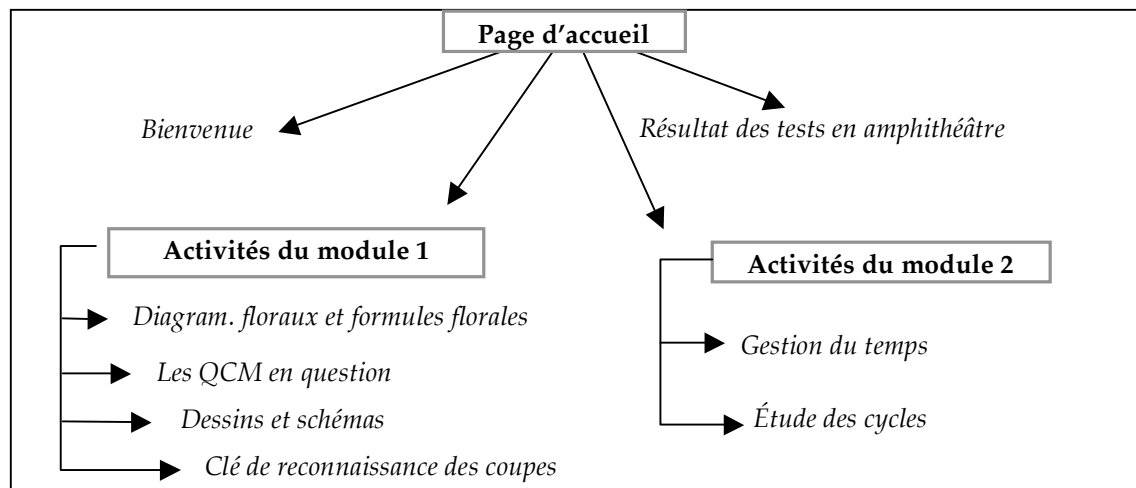 Page d’accueil
Bienvenue
Résultat des tests en amphithéâtre
Activités du module 1
Diagram. floraux et formules florales
Les QCM en question
Dessins et schémas
Clé de reconnaissance des coupes
Activités du module 2
Gestion du temps
Étude des cycles